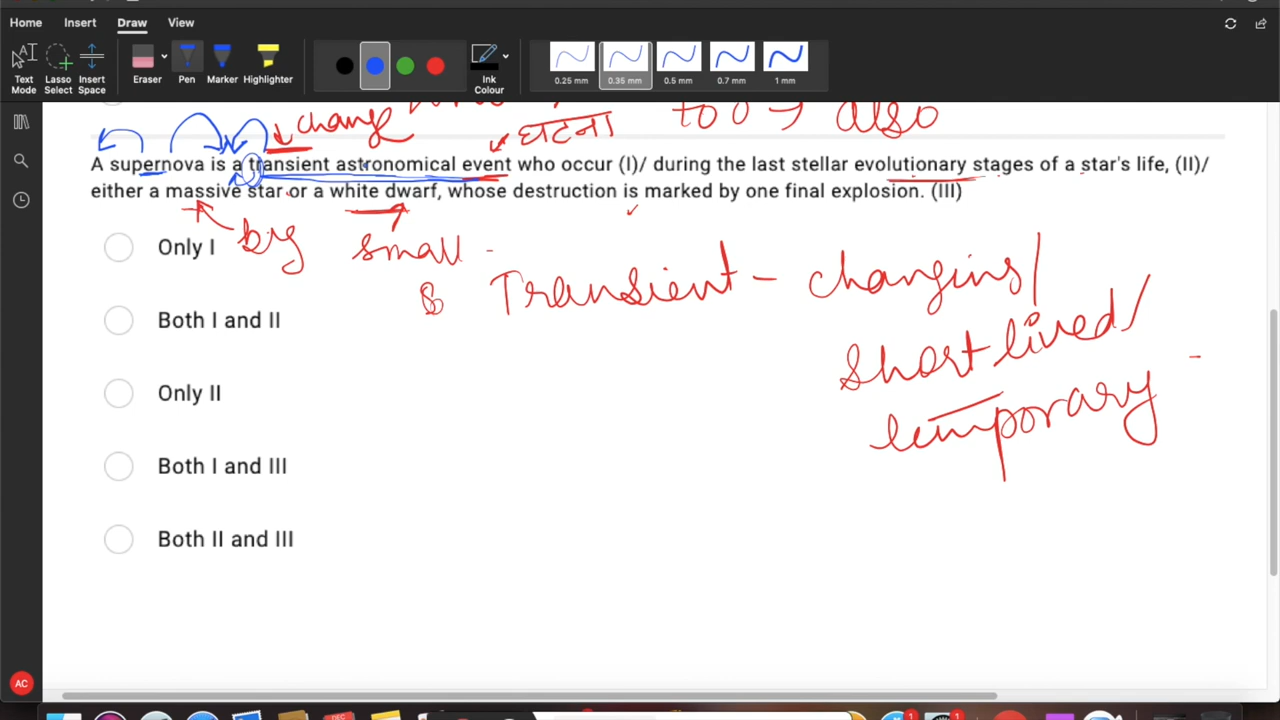 Home Insert Draw View
Text Mode Lasso Select Insert Space Eraser Pen Marker Highlighter Ink Colour 0.25 mm 0.35 mm 0.5 mm 0.7 mm 1 mm
change घटना too → also
A supernova is a transient astronomical event who occur (I)/ during the last stellar evolutionary stages of a star's life, (II)/
either a massive star or a white dwarf, whose destruction is marked by one final explosion. (III)
Only I
big small
Transient - changing/
Both I and II
short lived/
Only II
temporary
Both I and III
Both II and III
AC